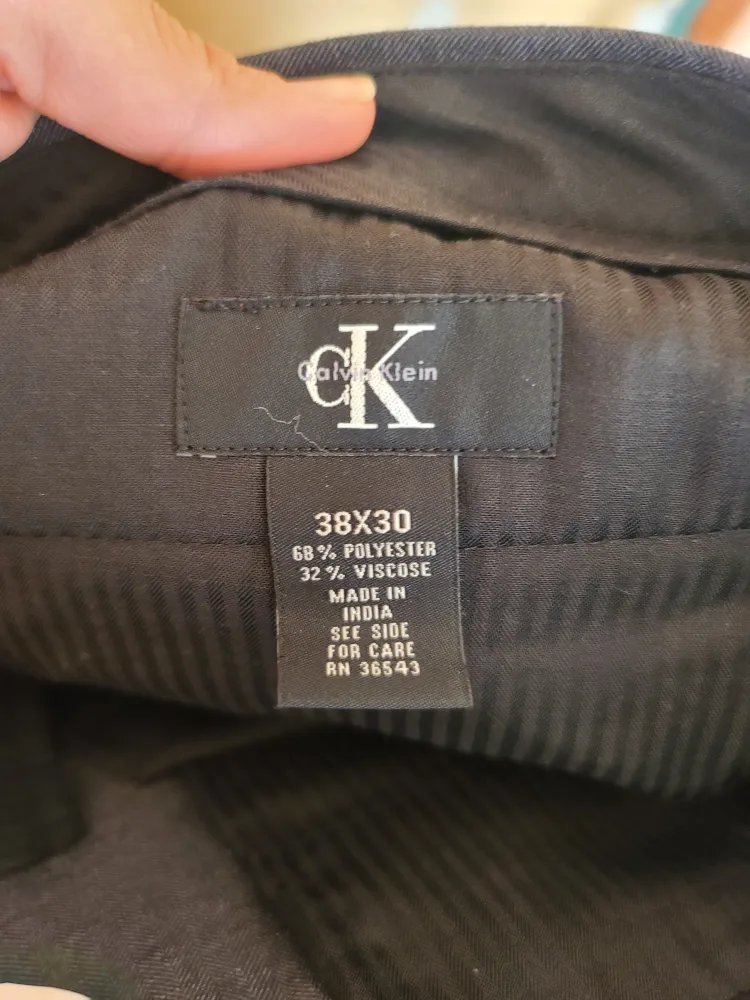 cK
Calvin Klein
38X30
68% POLYESTER
32% VISCOSE
MADE IN
INDIA
SEE SIDE
FOR CARE
RN 36543